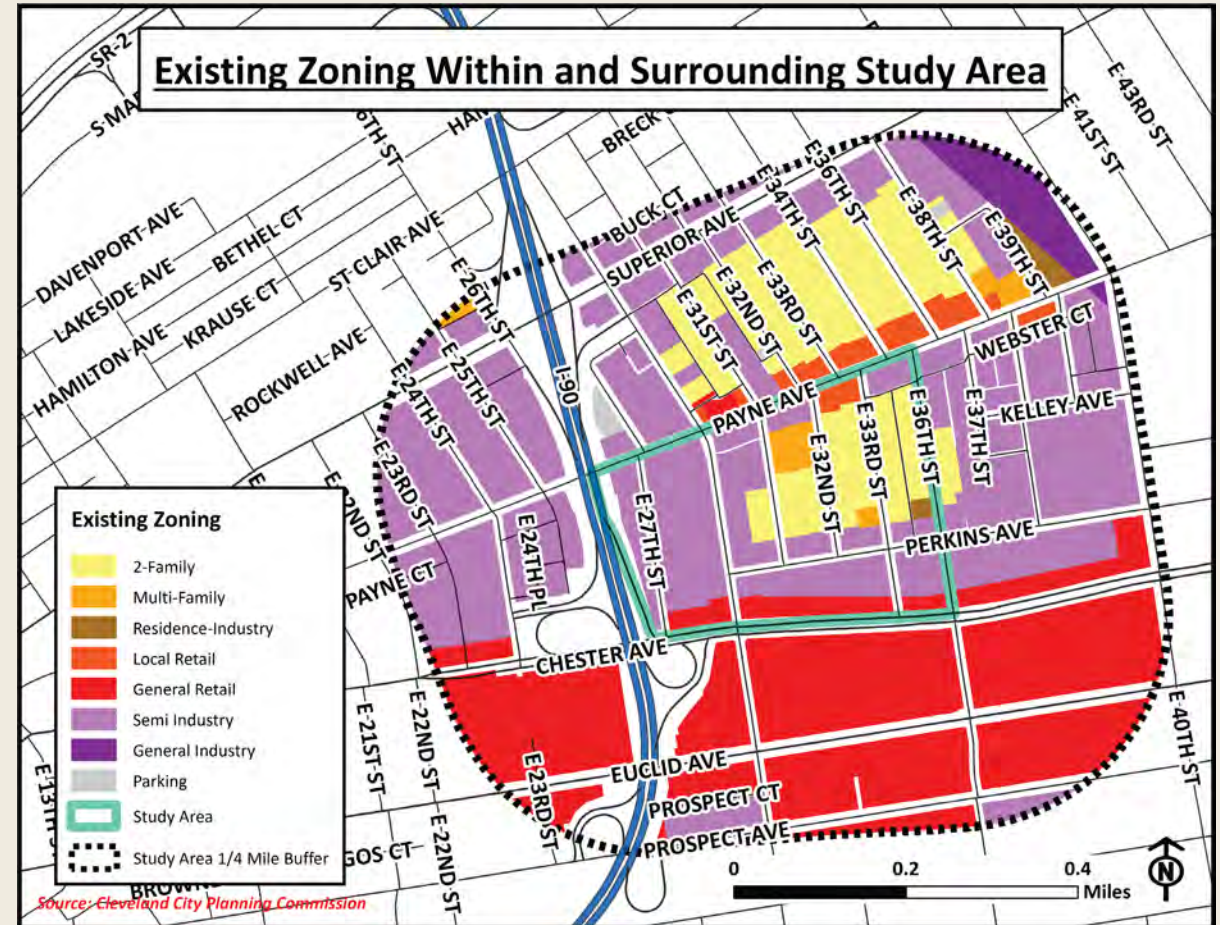 Existing Zoning Within and Surrounding Study Area
SR-2
E 43RD ST
E 41ST ST
BUCK CT
SUPERIOR AVE
E 36TH ST
E 34TH ST
E 38TH ST
E 39TH ST
DAVENPORT AVE
BETHEL CT
LAKESIDE AVE
KRAUSE CT
ST CLAIR AVE
HAMILTON AVE
ROCKWELL AVE
E 26TH ST
E 25TH ST
E 24TH ST
E 23RD ST
I-90
E 31ST ST
E 32ND ST
E 33RD ST
WEBSTER CT
PAYNE AVE
KELLEY AVE
E 32ND ST
E 33RD ST
E 36TH ST
E 37TH ST
E 27TH ST
PERKINS AVE
E 24TH PL
PAYNE CT
CHESTER AVE
E 21ST ST
E 22ND ST
E 22ND ST
E 23RD ST
EUCLID AVE
PROSPECT CT
PROSPECT AVE
E 40TH ST
Existing Zoning
2-Family
Multi-Family
Residence-Industry
Local Retail
General Retail
Semi Industry
General Industry
Parking
Study Area
Study Area 1/4 Mile Buffer
Source: Cleveland City Planning Commission
0 0.2 0.4
Miles
N